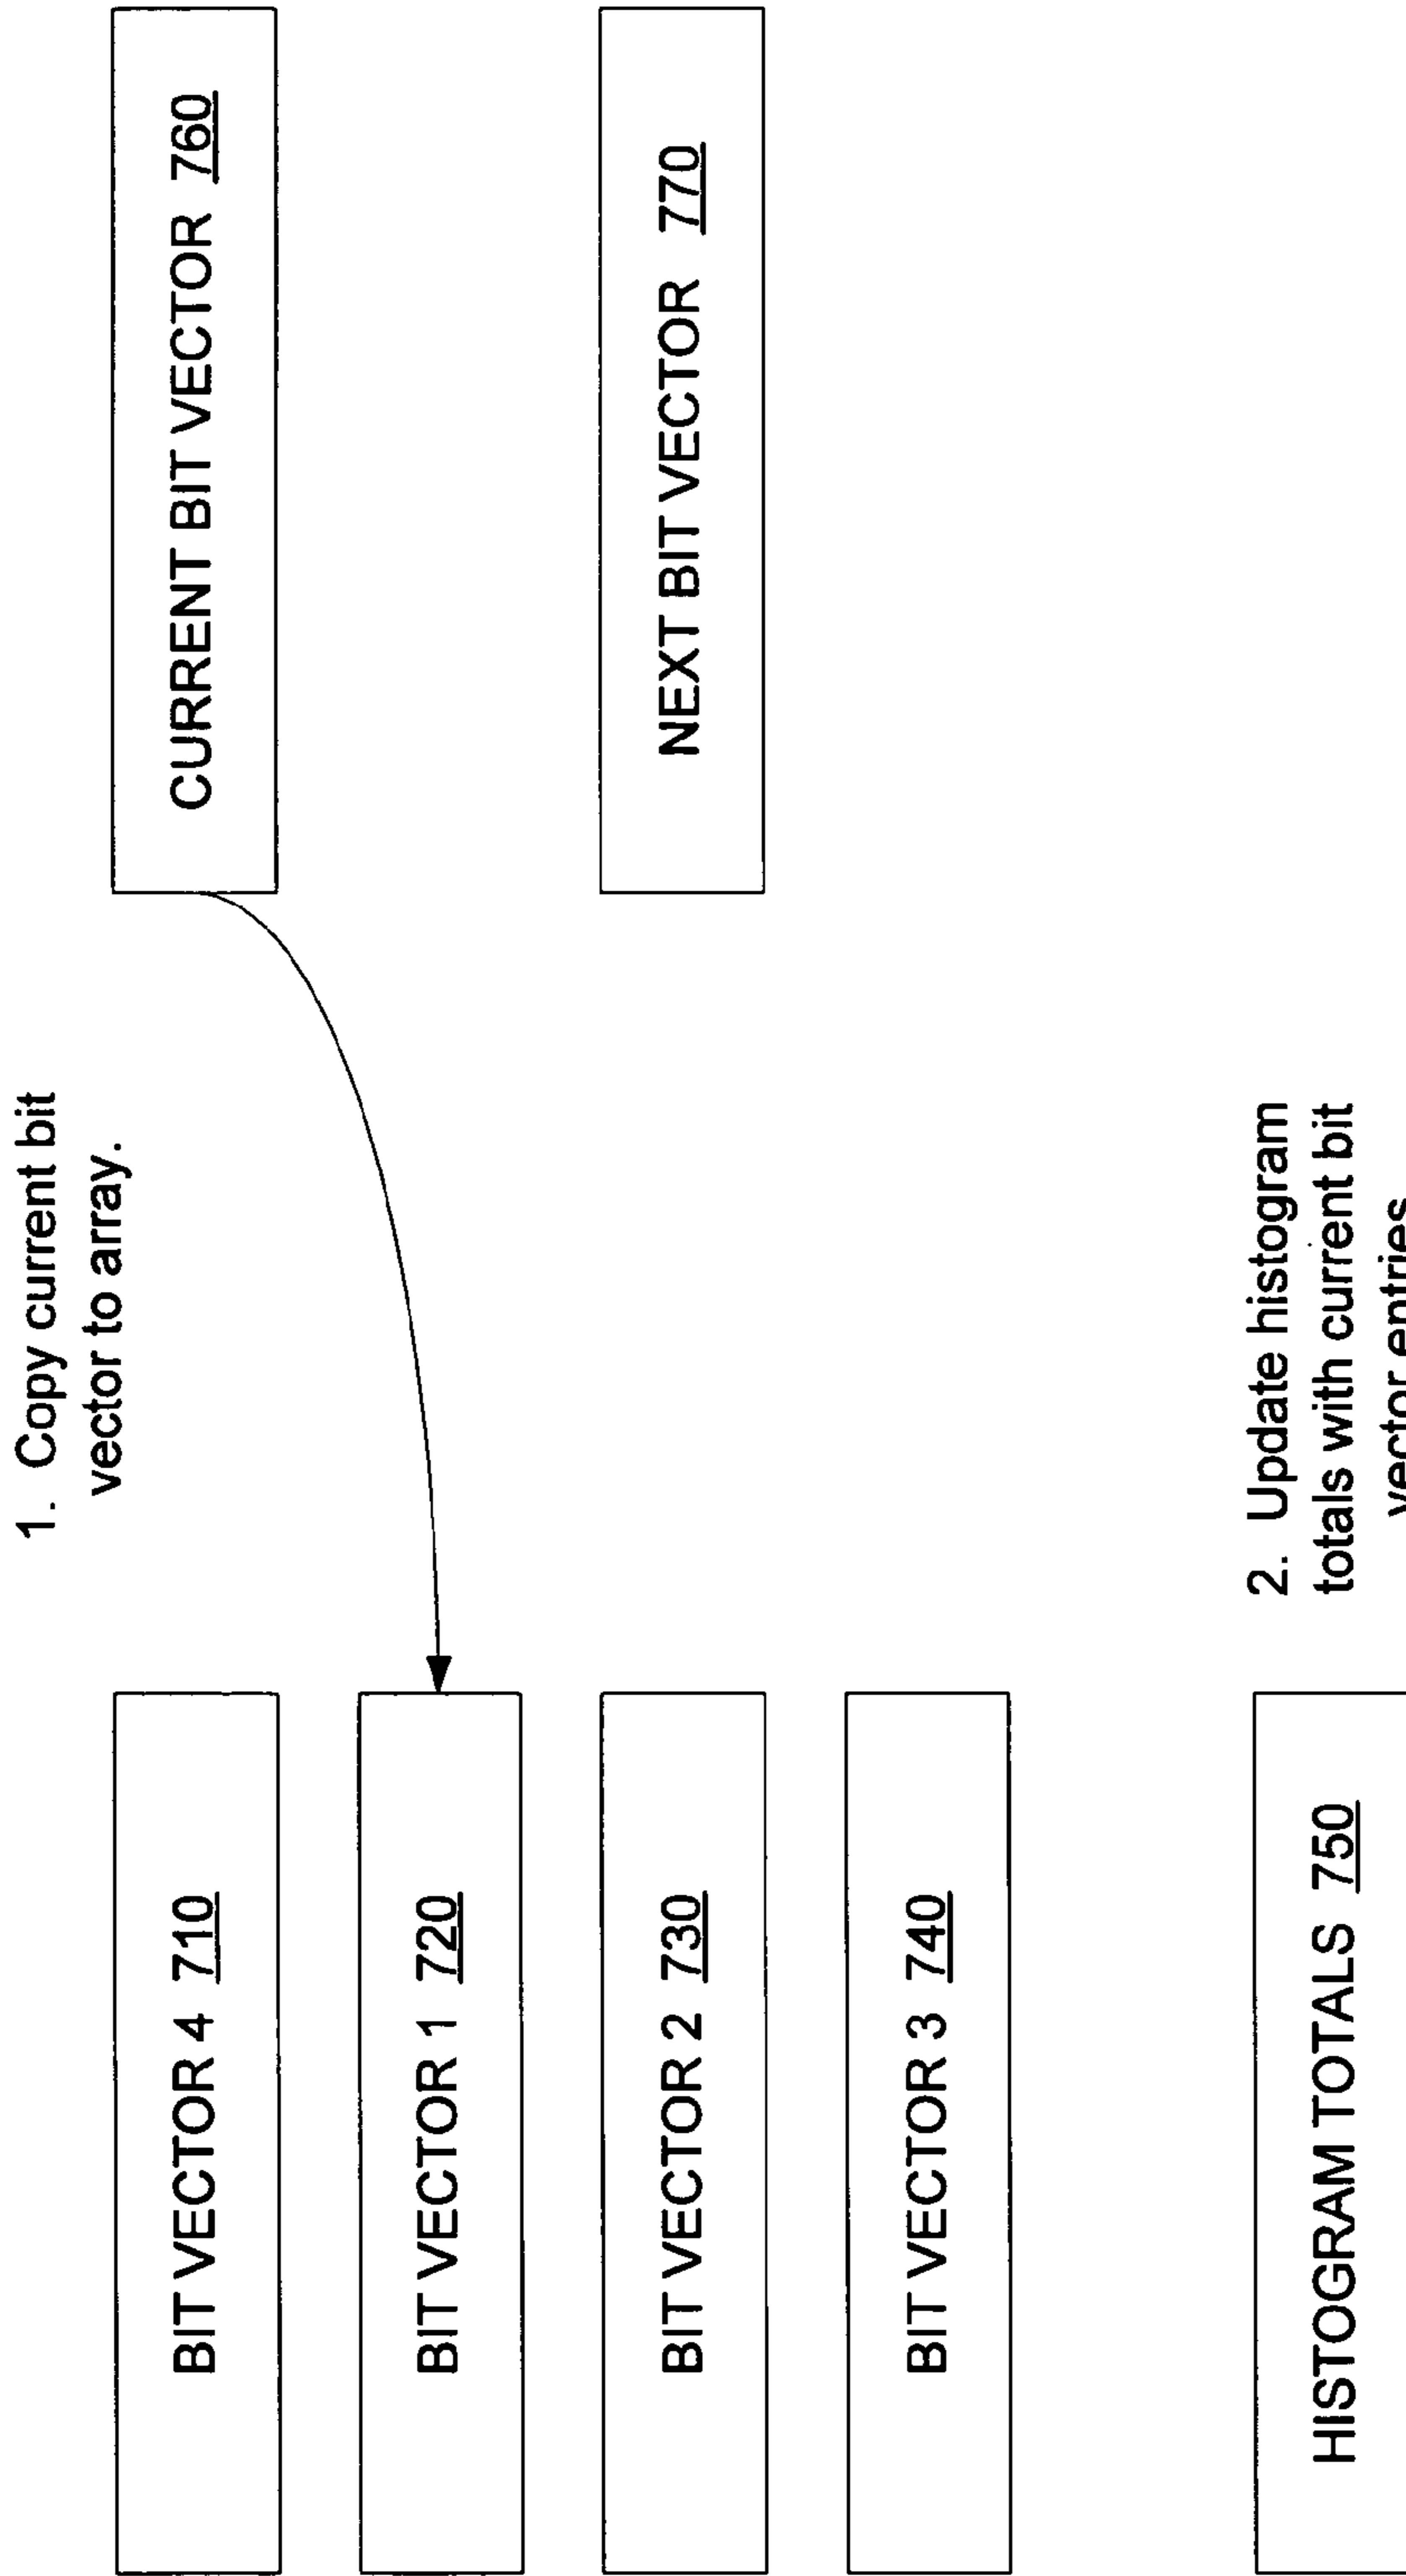 1. Copy current bit
vector to array.
BIT VECTOR 4 710
CURRENT BIT VECTOR 760
BIT VECTOR 1 720
BIT VECTOR 2 730
NEXT BIT VECTOR 770
BIT VECTOR 3 740
2. Update histogram
totals with current bit
vector entries
HISTOGRAM TOTALS 750